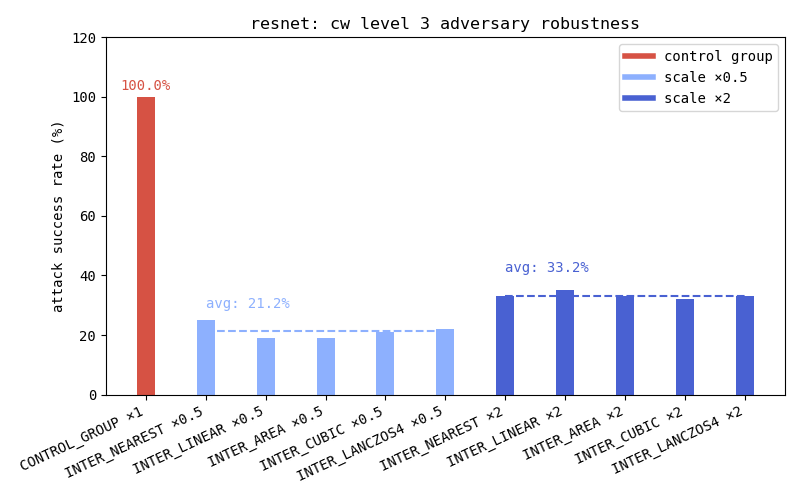 resnet: cw level 3 adversary robustness
attack success rate (%)
120
100
80
60
40
20
0
100.0%
avg: 21.2%
avg: 33.2%
control group
scale ×0.5
scale ×2
CONTROL_GROUP ×1
INTER_NEAREST ×0.5
INTER_LINEAR ×0.5
INTER_AREA ×0.5
INTER_CUBIC ×0.5
INTER_LANCZOS4 ×0.5
INTER_NEAREST ×2
INTER_LINEAR ×2
INTER_AREA ×2
INTER_CUBIC ×2
INTER_LANCZOS4 ×2